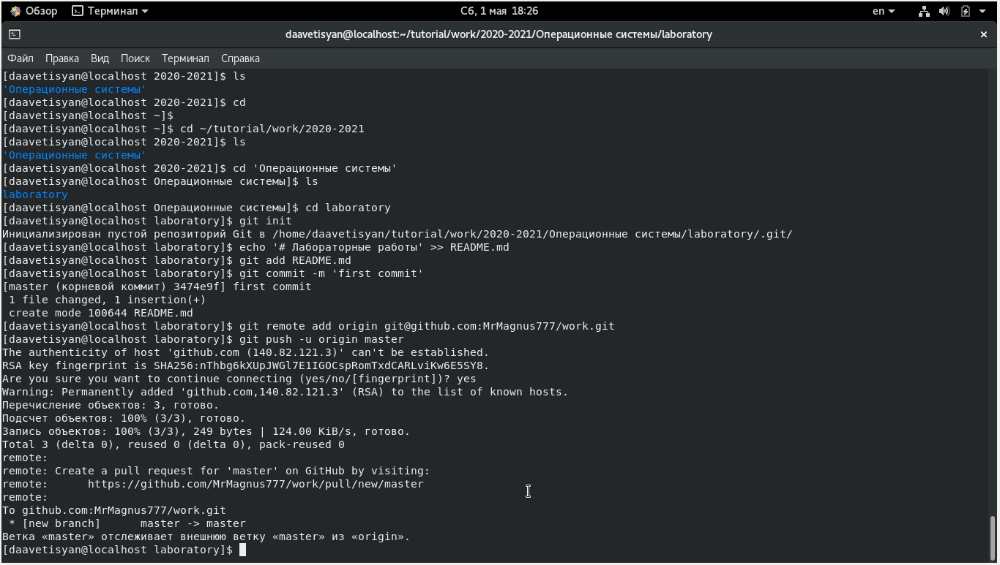 Обзор Терминал Сб, 1 мая 18:26 en
daavetisyan@localhost:~/tutorial/work/2020-2021/Операционные системы/laboratory
Файл Правка Вид Поиск Терминал Справка
[daavetisyan@localhost 2020-2021]$ ls
'Операционные системы'
[daavetisyan@localhost 2020-2021]$ cd
[daavetisyan@localhost ~]$
[daavetisyan@localhost ~]$ cd ~/tutorial/work/2020-2021
[daavetisyan@localhost 2020-2021]$ ls
'Операционные системы'
[daavetisyan@localhost 2020-2021]$ cd 'Операционные системы'
[daavetisyan@localhost Операционные системы]$ ls
laboratory
[daavetisyan@localhost Операционные системы]$ cd laboratory
[daavetisyan@localhost laboratory]$ git init
Инициализирован пустой репозиторий Git в /home/daavetisyan/tutorial/work/2020-2021/Операционные системы/laboratory/.git/
[daavetisyan@localhost laboratory]$ echo '# Лабораторные работы' >> README.md
[daavetisyan@localhost laboratory]$ git add README.md
[daavetisyan@localhost laboratory]$ git commit -m 'first commit'
[master (корневой коммит) 3474e9f] first commit
 1 file changed, 1 insertion(+)
 create mode 100644 README.md
[daavetisyan@localhost laboratory]$ git remote add origin git@github.com:MrMagnus777/work.git
[daavetisyan@localhost laboratory]$ git push -u origin master
The authenticity of host 'github.com (140.82.121.3)' can't be established.
RSA key fingerprint is SHA256:nThbg6kXUpJWGl7E1IGOCspRomTxdCARLviKw6E5SY8.
Are you sure you want to continue connecting (yes/no/[fingerprint])? yes
Warning: Permanently added 'github.com,140.82.121.3' (RSA) to the list of known hosts.
Перечисление объектов: 3, готово.
Подсчет объектов: 100% (3/3), готово.
Запись объектов: 100% (3/3), 249 bytes | 124.00 KiB/s, готово.
Total 3 (delta 0), reused 0 (delta 0), pack-reused 0
remote:
remote: Create a pull request for 'master' on GitHub by visiting:
remote:      https://github.com/MrMagnus777/work/pull/new/master
remote:
To github.com:MrMagnus777/work.git
 * [new branch]      master -> master
Ветка «master» отслеживает внешнюю ветку «master» из «origin».
[daavetisyan@localhost laboratory]$